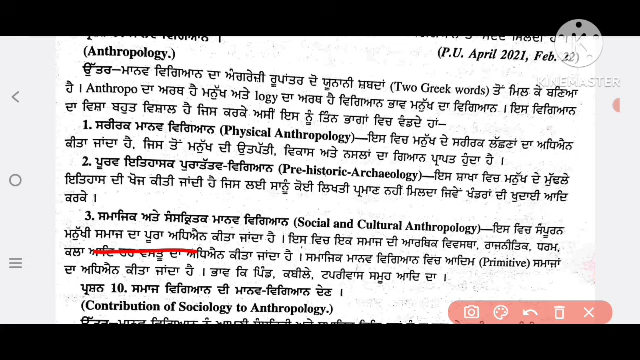 (Anthropology.) (P.U. April 2021, Feb. 22)
ਉੱਤਰ—ਮਾਨਵ ਵਿਗਿਆਨ ਦਾ ਅੰਗਰੇਜ਼ੀ ਰੂਪਾਂਤਰ ਦੋ ਯੂਨਾਨੀ ਸ਼ਬਦਾਂ (Two Greek words) ਤੋਂ ਮਿਲ ਕੇ ਬਣਿਆ
ਹੈ। Anthropo ਦਾ ਅਰਥ ਹੈ ਮਨੁੱਖ ਅਤੇ logy ਦਾ ਅਰਥ ਹੈ ਵਿਗਿਆਨ ਭਾਵ ਮਨੁੱਖ ਦਾ ਵਿਗਿਆਨ। ਇਸ ਵਿਗਿਆਨ
ਦਾ ਵਿਸ਼ਾ ਬਹੁਤ ਵਿਸ਼ਾਲ ਹੈ ਜਿਸ ਕਰਕੇ ਅਸੀਂ ਇਸ ਨੂੰ ਤਿੰਨ ਭਾਗਾਂ ਵਿਚ ਵੰਡਦੇ ਹਾਂ—
1. ਸਰੀਰਕ ਮਾਨਵ ਵਿਗਿਆਨ (Physical Anthropology)—ਇਸ ਵਿਚ ਮਨੁੱਖ ਦੇ ਸਰੀਰਕ ਲੱਛਣਾਂ ਦਾ ਅਧਿਐਨ
ਕੀਤਾ ਜਾਂਦਾ ਹੈ, ਜਿਸ ਤੋਂ ਮਨੁੱਖ ਦੀ ਉਤਪੱਤੀ, ਵਿਕਾਸ ਅਤੇ ਨਸਲਾਂ ਦਾ ਗਿਆਨ ਪ੍ਰਾਪਤ ਹੁੰਦਾ ਹੈ।
2. ਪੂਰਵ ਇਤਿਹਾਸਕ ਪੁਰਾਤੱਤਵ-ਵਿਗਿਆਨ (Pre-historic-Archaeology)—ਇਸ ਸ਼ਾਖਾ ਵਿਚ ਮਨੁੱਖ ਦੇ ਮੁੱਢਲੇ
ਇਤਿਹਾਸ ਦੀ ਖੋਜ ਕੀਤੀ ਜਾਂਦੀ ਹੈ ਜਿਸ ਲਈ ਸਾਨੂੰ ਕੋਈ ਲਿਖਤੀ ਪ੍ਰਮਾਣ ਨਹੀਂ ਮਿਲਦਾ ਜਿਵੇਂ ਖੰਡਰਾਂ ਦੀ ਖੁਦਾਈ ਆਦਿ
ਕਰਕੇ।
3. ਸਮਾਜਿਕ ਅਤੇ ਸੰਸਕ੍ਰਿਤਕ ਮਾਨਵ ਵਿਗਿਆਨ (Social and Cultural Anthropology)—ਇਸ ਵਿਚ ਸੰਪੂਰਨ
ਮਨੁੱਖੀ ਸਮਾਜ ਦਾ ਪੂਰਾ ਅਧਿਐਨ ਕੀਤਾ ਜਾਂਦਾ ਹੈ। ਇਸ ਵਿਚ ਇਕ ਸਮਾਜ ਦੀ ਆਰਥਿਕ ਵਿਵਸਥਾ, ਰਾਜਨੀਤਿਕ, ਧਰਮ,
ਕਲਾ ਆਦਿ ਹਰ ਵਸਤੂ ਦਾ ਅਧਿਐਨ ਕੀਤਾ ਜਾਂਦਾ ਹੈ। ਸਮਾਜਿਕ ਮਾਨਵ ਵਿਗਿਆਨ ਵਿਚ ਆਦਿਮ (Primitive) ਸਮਾਜਾਂ
ਦਾ ਅਧਿਐਨ ਕੀਤਾ ਜਾਂਦਾ ਹੈ। ਭਾਵ ਕਿ ਪਿੰਡ, ਕਬੀਲੇ, ਟਪਰੀਵਾਸ ਸਮੂਹ ਆਦਿ ਦਾ।
ਪ੍ਰਸ਼ਨ 10. ਸਮਾਜ ਵਿਗਿਆਨ ਦੀ ਮਾਨਵ-ਵਿਗਿਆਨ ਦੇਣ।
(Contribution of Sociology to Anthropology.)
KINEMASTER